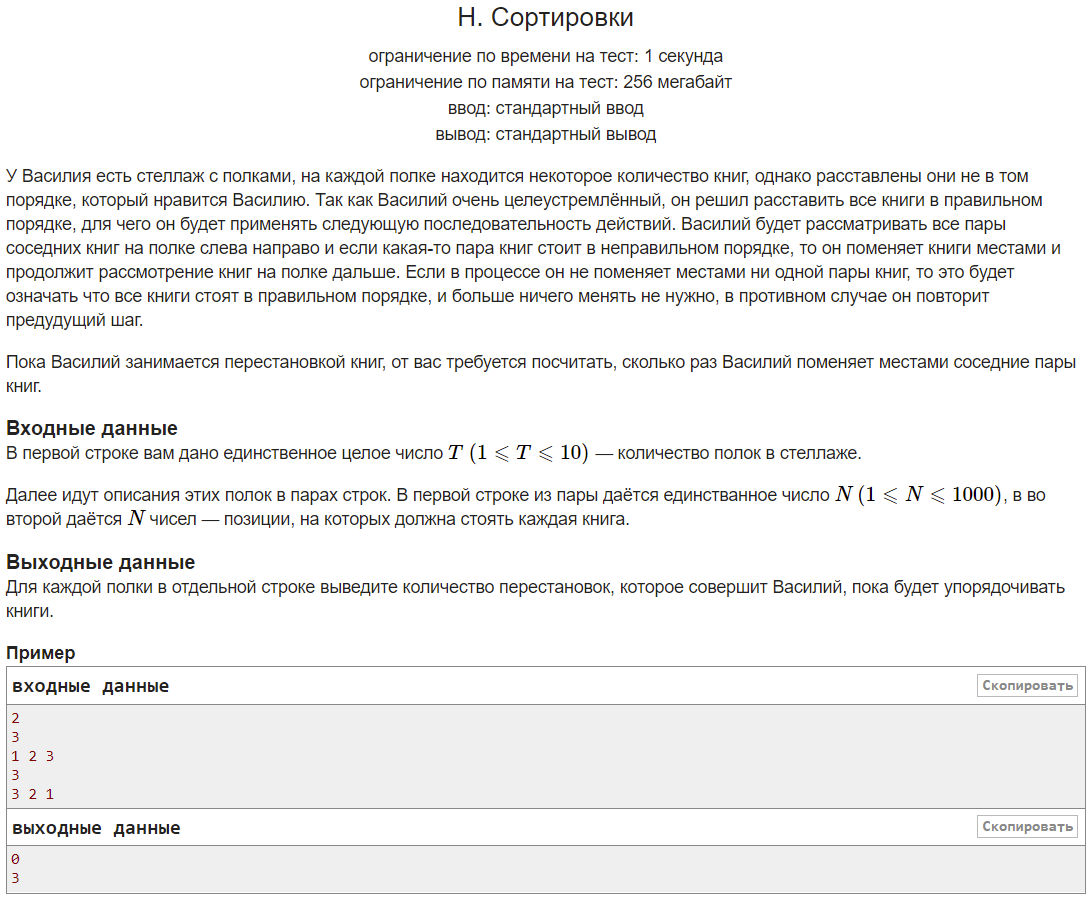 Н. Сортировки
ограничение по времени на тест: 1 секунда
ограничение по памяти на тест: 256 мегабайт
ввод: стандартный ввод
вывод: стандартный вывод
У Василия есть стеллаж с полками, на каждой полке находится некоторое количество книг, однако расставлены они не в том
порядке, который нравится Василию. Так как Василий очень целеустремлённый, он решил расставить все книги в правильном
порядке, для чего он будет применять следующую последовательность действий. Василий будет рассматривать все пары
соседних книг на полке слева направо и если какая-то пара книг стоит в неправильном порядке, то он поменяет книги местами и
продолжит рассмотрение книг на полке дальше. Если в процессе он не поменяет местами ни одной пары книг, то это будет
означать что все книги стоят в правильном порядке, и больше ничего менять не нужно, в противном случае он повторит
предудущий шаг.
Пока Василий занимается перестановкой книг, от вас требуется посчитать, сколько раз Василий поменяет местами соседние пары
книг.
Входные данные
В первой строке вам дано единственное целое число T (1 ⩽ T ⩽ 10) — количество полок в стеллаже.
Далее идут описания этих полок в парах строк. В первой строке из пары даётся единстванное число N (1 ⩽ N ⩽ 1000), в во
второй даётся N чисел — позиции, на которых должна стоять каждая книга.
Выходные данные
Для каждой полки в отдельной строке выведите количество перестановок, которое совершит Василий, пока будет упорядочивать
книги.
Пример
входные данные
Скопировать
2
3
1 2 3
3
3 2 1
выходные данные
Скопировать
0
3